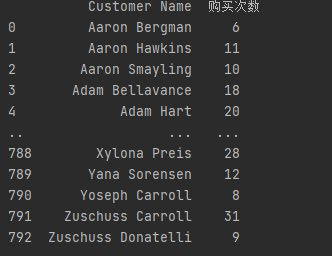 Customer Name 购买次数
0 Aaron Bergman 6
1 Aaron Hawkins 11
2 Aaron Smayling 10
3 Adam Bellavance 18
4 Adam Hart 20
.. ... ...
788 Xylona Preis 28
789 Yana Sorensen 12
790 Yoseph Carroll 8
791 Zuschuss Carroll 31
792 Zuschuss Donatelli 9